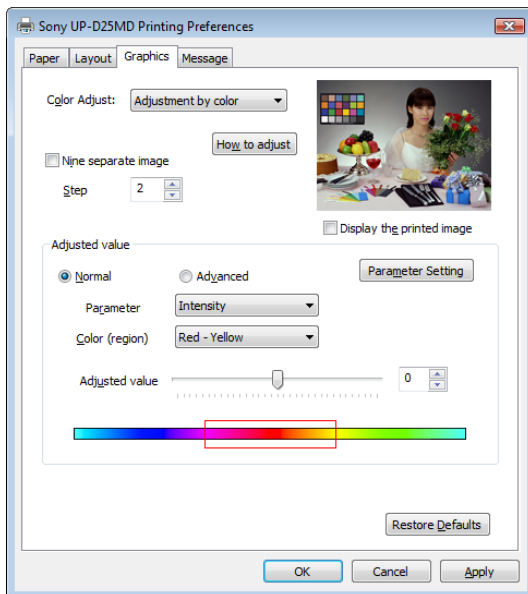 Sony UP-D25MD Printing Preferences
Paper Layout Graphics Message
Color Adjust: Adjustment by color
How to adjust
Nine separate image
Step 2
Display the printed image
Adjusted value
Normal Advanced Parameter Setting
Parameter Intensity
Color (region) Red - Yellow
Adjusted value 0
Restore Defaults
OK Cancel Apply